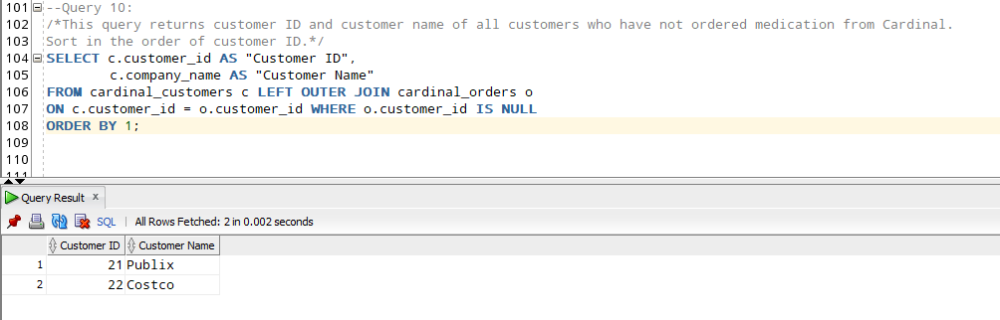 101 --Query 10:
102 /*This query returns customer ID and customer name of all customers who have not ordered medication from Cardinal.
103 Sort in the order of customer ID.*/
104 SELECT c.customer_id AS "Customer ID",
105 c.company_name AS "Customer Name"
106 FROM cardinal_customers c LEFT OUTER JOIN cardinal_orders o
107 ON c.customer_id = o.customer_id WHERE o.customer_id IS NULL
108 ORDER BY 1;
109
110
111
Query Result x
SQL | All Rows Fetched: 2 in 0.002 seconds
Customer ID Customer Name
1 21 Publix
2 22 Costco